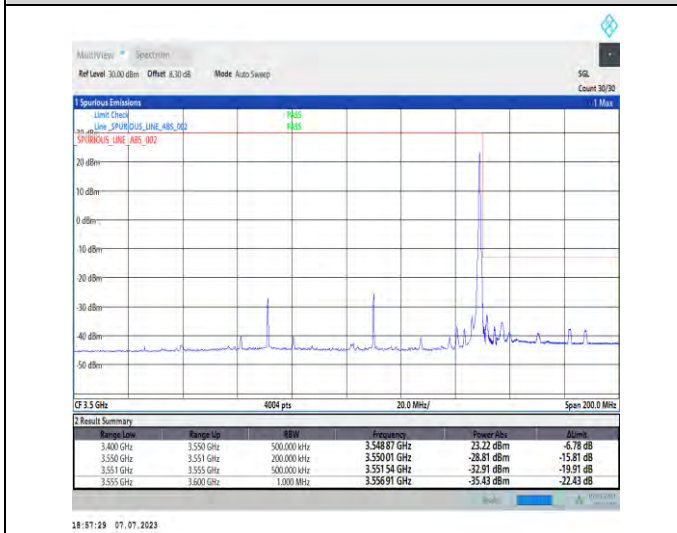 MultiView Spectrum
Ref Level 30.00 dBm Offset 8.30 dB Mode Auto Sweep SGL
Count 30/30
1 Spurious Emissions 1 Max
Limit Check PASS
Line _SPURIOUS_LINE_ABS_002 PASS
_SPURIOUS_LINE_ABS_002
20 dBm
10 dBm
0 dBm
-10 dBm
-20 dBm
-30 dBm
-40 dBm
-50 dBm
CF 3.5 GHz 4004 pts 20.0 MHz/ Span 200.0 MHz
2 Result Summary
Range Low Range Up RBW Frequency Power Abs ΔLimit
3.400 GHz 3.550 GHz 500.000 kHz 3.548 87 GHz 23.22 dBm -6.78 dB
3.550 GHz 3.551 GHz 200.000 kHz 3.550 01 GHz -28.81 dBm -15.81 dB
3.551 GHz 3.555 GHz 500.000 kHz 3.551 54 GHz -32.91 dBm -19.91 dB
3.555 GHz 3.600 GHz 1.000 MHz 3.556 91 GHz -35.43 dBm -22.43 dB
18:57:29 07.07.2023